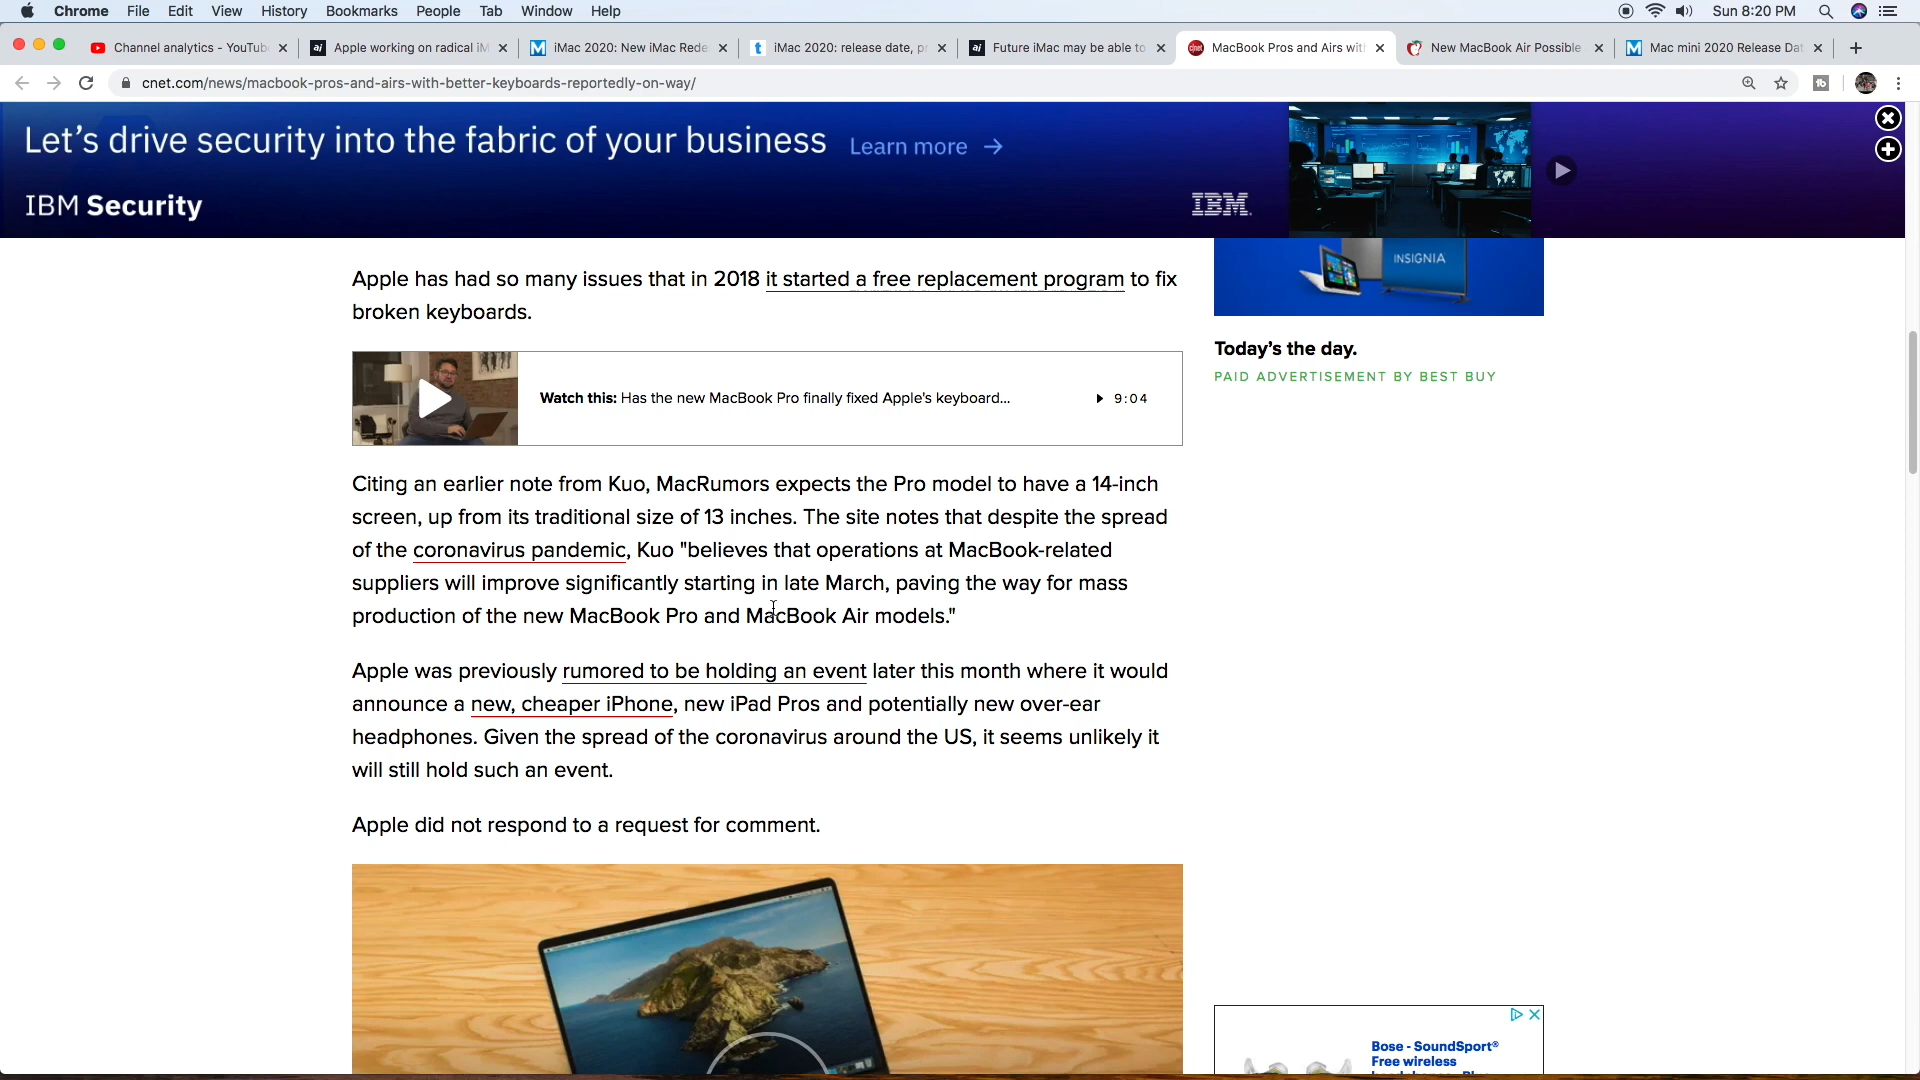 Chrome File Edit View History Bookmarks People Tab Window Help Sun 8:20 PM
Channel analytics - YouTub
Apple working on radical iM
iMac 2020: New iMac Rede
iMac 2020: release date, p
Future iMac may be able to
MacBook Pros and Airs with
New MacBook Air Possible
Mac mini 2020 Release Dat
cnet.com/news/macbook-pros-and-airs-with-better-keyboards-reportedly-on-way/
Let's drive security into the fabric of your business Learn more →
IBM Security
IBM.
Apple has had so many issues that in 2018 it started a free replacement program to fix
broken keyboards.
INSIGNIA
Today's the day.
PAID ADVERTISEMENT BY BEST BUY
Watch this: Has the new MacBook Pro finally fixed Apple's keyboard... 9:04
Citing an earlier note from Kuo, MacRumors expects the Pro model to have a 14-inch
screen, up from its traditional size of 13 inches. The site notes that despite the spread
of the coronavirus pandemic, Kuo "believes that operations at MacBook-related
suppliers will improve significantly starting in late March, paving the way for mass
production of the new MacBook Pro and MacBook Air models."
Apple was previously rumored to be holding an event later this month where it would
announce a new, cheaper iPhone, new iPad Pros and potentially new over-ear
headphones. Given the spread of the coronavirus around the US, it seems unlikely it
will still hold such an event.
Apple did not respond to a request for comment.
Bose - SoundSport®
Free wireless